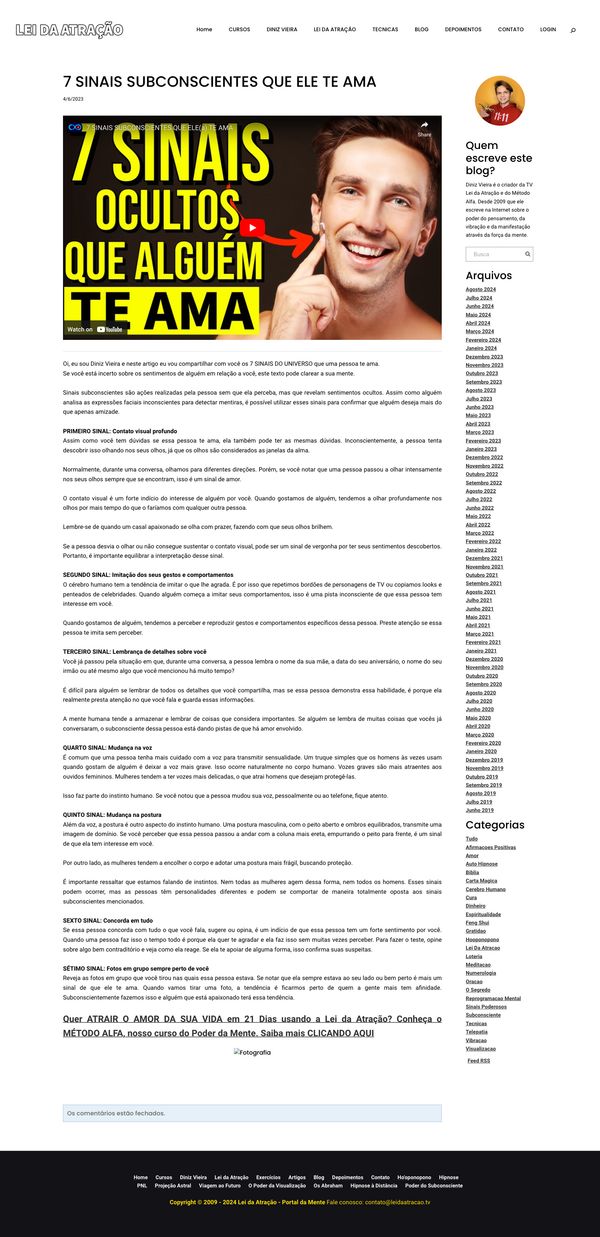 LEI DA ATRAÇÃO
Home CURSOS DINIZ VIEIRA LEI DA ATRAÇÃO TECNICAS BLOG DEPOIMENTOS CONTATO LOGIN
7 SINAIS SUBCONSCIENTES QUE ELE TE AMA
4/6/2023
7 SINAIS SUBCONSCIENTES QUE ELE(a) TE AMA
Share
7 SINAIS
OCULTOS
QUE ALGUÉM
TE AMA
Watch on YouTube
Oi, eu sou Diniz Vieira e neste artigo eu vou compartilhar com você os 7 SINAIS DO UNIVERSO que uma pessoa te ama.
Se você está incerto sobre os sentimentos de alguém em relação a você, este texto pode clarear a sua mente.
Sinais subconscientes são ações realizadas pela pessoa sem que ela perceba, mas que revelam sentimentos ocultos. Assim como alguém
analisa as expressões faciais inconscientes para detectar mentiras, é possível utilizar esses sinais para confirmar que alguém deseja mais do
que apenas amizade.
PRIMEIRO SINAL: Contato visual profundo
Assim como você tem dúvidas se essa pessoa te ama, ela também pode ter as mesmas dúvidas. Inconscientemente, a pessoa tenta
descobrir isso olhando nos seus olhos, já que os olhos são considerados as janelas da alma.
Normalmente, durante uma conversa, olhamos para diferentes direções. Porém, se você notar que uma pessoa passou a olhar intensamente
nos seus olhos sempre que se encontram, isso é um sinal de amor.
O contato visual é um forte indício do interesse de alguém por você. Quando gostamos de alguém, tendemos a olhar profundamente nos
olhos por mais tempo do que o faríamos com qualquer outra pessoa.
Lembre-se de quando um casal apaixonado se olha com prazer, fazendo com que seus olhos brilhem.
Se a pessoa desvia o olhar ou não consegue sustentar o contato visual, pode ser um sinal de vergonha por ter seus sentimentos descobertos.
Portanto, é importante equilibrar a interpretação desse sinal.
SEGUNDO SINAL: Imitação dos seus gestos e comportamentos
O cérebro humano tem a tendência de imitar o que lhe agrada. É por isso que repetimos bordões de personagens de TV ou copiamos looks e
penteados de celebridades. Quando alguém começa a imitar seus comportamentos, isso é uma pista inconsciente de que essa pessoa tem
interesse em você.
Quando gostamos de alguém, tendemos a perceber e reproduzir gestos e comportamentos específicos dessa pessoa. Preste atenção se essa
pessoa te imita sem perceber.
TERCEIRO SINAL: Lembrança de detalhes sobre você
Você já passou pela situação em que, durante uma conversa, a pessoa lembra o nome da sua mãe, a data do seu aniversário, o nome do seu
irmão ou até mesmo algo que você mencionou há muito tempo?
É difícil para alguém se lembrar de todos os detalhes que você compartilha, mas se essa pessoa demonstra essa habilidade, é porque ela
realmente presta atenção no que você fala e guarda essas informações.
A mente humana tende a armazenar e lembrar de coisas que considera importantes. Se alguém se lembra de muitas coisas que vocês já
conversaram, o subconsciente dessa pessoa está dando pistas de que há amor envolvido.
QUARTO SINAL: Mudança na voz
É comum que uma pessoa tenha mais cuidado com a voz para transmitir sensualidade. Um truque simples que os homens às vezes usam
quando gostam de alguém é deixar a voz mais grave. Isso ocorre naturalmente no corpo humano. Vozes graves são mais atraentes aos
ouvidos femininos. Mulheres tendem a ter vozes mais delicadas, o que atrai homens que desejam protegê-las.
Isso faz parte do instinto humano. Se você notou que a pessoa mudou sua voz, pessoalmente ou ao telefone, fique atento.
QUINTO SINAL: Mudança na postura
Além da voz, a postura é outro aspecto do instinto humano. Uma postura masculina, com o peito aberto e ombros equilibrados, transmite uma
imagem de domínio. Se você perceber que essa pessoa passou a andar com a coluna mais ereta, empurrando o peito para frente, é um sinal
de que ela tem interesse em você.
Por outro lado, as mulheres tendem a encolher o corpo e adotar uma postura mais frágil, buscando proteção.
É importante ressaltar que estamos falando de instintos. Nem todas as mulheres agem dessa forma, nem todos os homens. Esses sinais
podem ocorrer, mas as pessoas têm personalidades diferentes e podem se comportar de maneira totalmente oposta aos sinais
subconscientes mencionados.
SEXTO SINAL: Concorda em tudo
Se essa pessoa concorda com tudo o que você fala, sugere ou opina, é um indício de que essa pessoa tem um forte sentimento por você.
Quando uma pessoa faz isso o tempo todo é porque ela quer te agradar e ela faz isso sem muitas vezes perceber. Para fazer o teste, opine
sobre algo bem contraditório e veja como ela reage. Se ela te apoiar de alguma forma, isso confirma suas suspeitas.
SÉTIMO SINAL: Fotos em grupo sempre perto de você
Reveja as fotos em grupo que você tirou nas quais essa pessoa estava. Se notar que ela sempre estava ao seu lado ou bem perto é mais um
sinal de que ele te ama. Quando vamos tirar uma foto, a tendência é ficarmos perto de quem a gente mais tem afinidade.
Subconscientemente fazemos isso e alguém que está apaixonado terá essa tendência.
Quer ATRAIR O AMOR DA SUA VIDA em 21 Dias usando a Lei da Atração? Conheça o
MÉTODO ALFA, nosso curso do Poder da Mente. Saiba mais CLICANDO AQUI
Fotografia
Os comentários estão fechados.
11:11
Quem
escreve este
blog?
Diniz Vieira é o criador da TV
Lei da Atração e do Método
Alfa. Desde 2009 que ele
escreve na Internet sobre o
poder do pensamento, da
vibração e da manifestação
através da força da mente.
Busca
Arquivos
Agosto 2024
Julho 2024
Junho 2024
Maio 2024
Abril 2024
Março 2024
Fevereiro 2024
Janeiro 2024
Dezembro 2023
Novembro 2023
Outubro 2023
Setembro 2023
Agosto 2023
Julho 2023
Junho 2023
Maio 2023
Abril 2023
Março 2023
Fevereiro 2023
Janeiro 2023
Dezembro 2022
Novembro 2022
Outubro 2022
Setembro 2022
Agosto 2022
Julho 2022
Junho 2022
Maio 2022
Abril 2022
Março 2022
Fevereiro 2022
Janeiro 2022
Dezembro 2021
Novembro 2021
Outubro 2021
Setembro 2021
Agosto 2021
Julho 2021
Junho 2021
Maio 2021
Abril 2021
Março 2021
Fevereiro 2021
Janeiro 2021
Dezembro 2020
Novembro 2020
Outubro 2020
Setembro 2020
Agosto 2020
Julho 2020
Junho 2020
Maio 2020
Abril 2020
Março 2020
Fevereiro 2020
Janeiro 2020
Dezembro 2019
Novembro 2019
Outubro 2019
Setembro 2019
Agosto 2019
Julho 2019
Junho 2019
Categorias
Tudo
Afirmacoes Positivas
Amor
Auto Hipnose
Bíblia
Carta Magica
Cerebro Humano
Cura
Dinheiro
Espiritualidade
Feng Shui
Gratidao
Hooponopono
Lei Da Atracao
Loteria
Meditacao
Numerologia
Oracao
O Segredo
Reprogramacao Mental
Sinais Poderosos
Subconsciente
Tecnicas
Telepatia
Vibracao
Visualizacao
Feed RSS
Home Cursos Diniz Vieira Lei da Atração Exercícios Artigos Blog Depoimentos Contato Ho'oponopono Hipnose
PNL Projeção Astral Viagem ao Futuro O Poder da Visualização Os Abraham Hipnose à Distância Poder do Subconsciente
Copyright © 2009 - 2024 Lei da Atração - Portal da Mente Fale conosco: contato@leidaatracao.tv